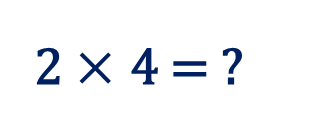 2 × 4 = ?